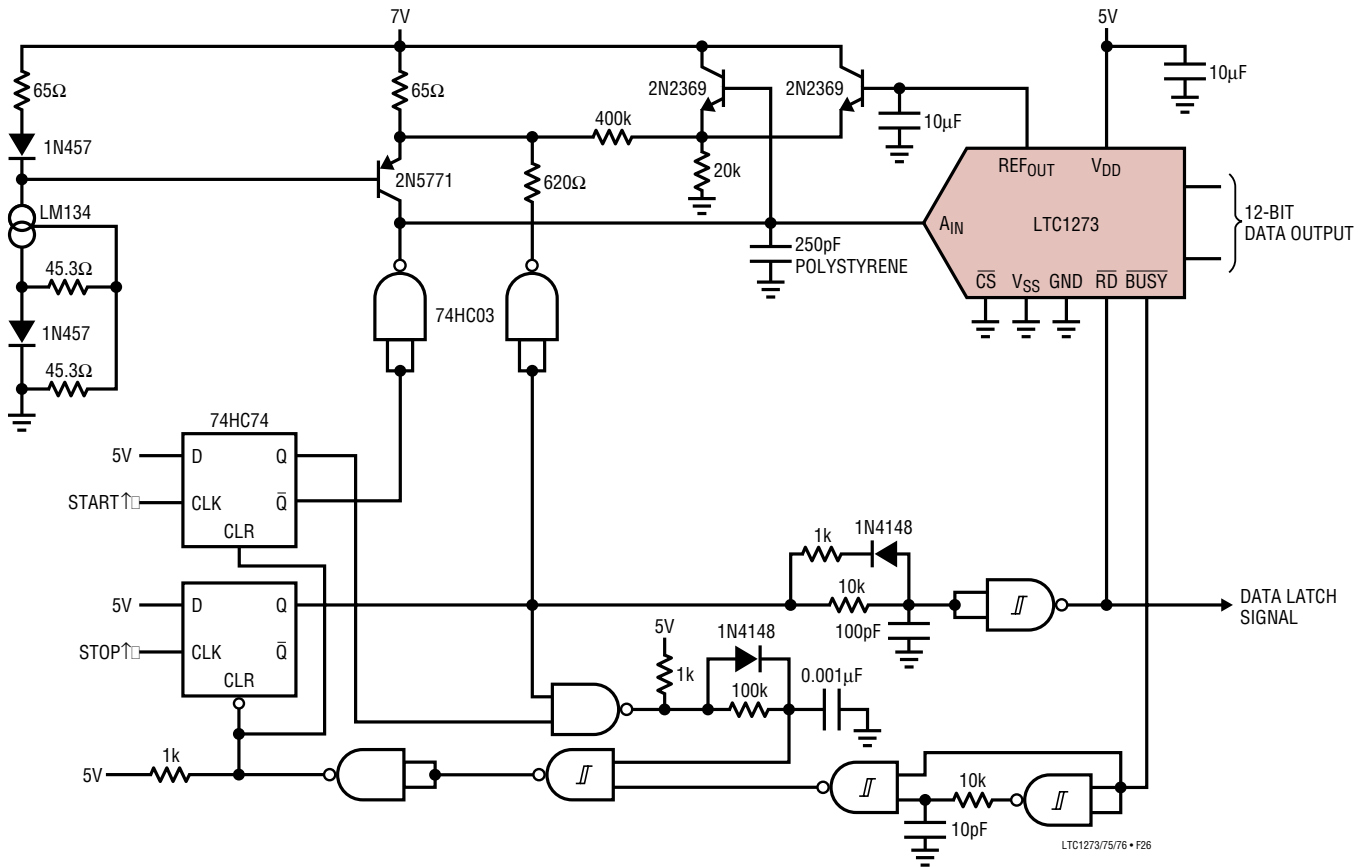 7V
5V
65Ω
65Ω
2N2369
2N2369
10µF
10µF
1N457
400k
2N5771
620Ω
20k
REFOUT
VDD
LM134
AIN
LTC1273
12-BIT
DATA OUTPUT
250pF
POLYSTYRENE
45.3Ω
CS
VSS
GND
RD
BUSY
74HC03
1N457
45.3Ω
74HC74
5V
D
Q
START↑
CLK
Q
CLR
1k
1N4148
5V
D
Q
10k
DATA LATCH
SIGNAL
100pF
STOP↑
CLK
Q
5V
1k
1N4148
CLR
100k
0.001µF
5V
1k
10k
10pF
LTC1273/75/76 • F26